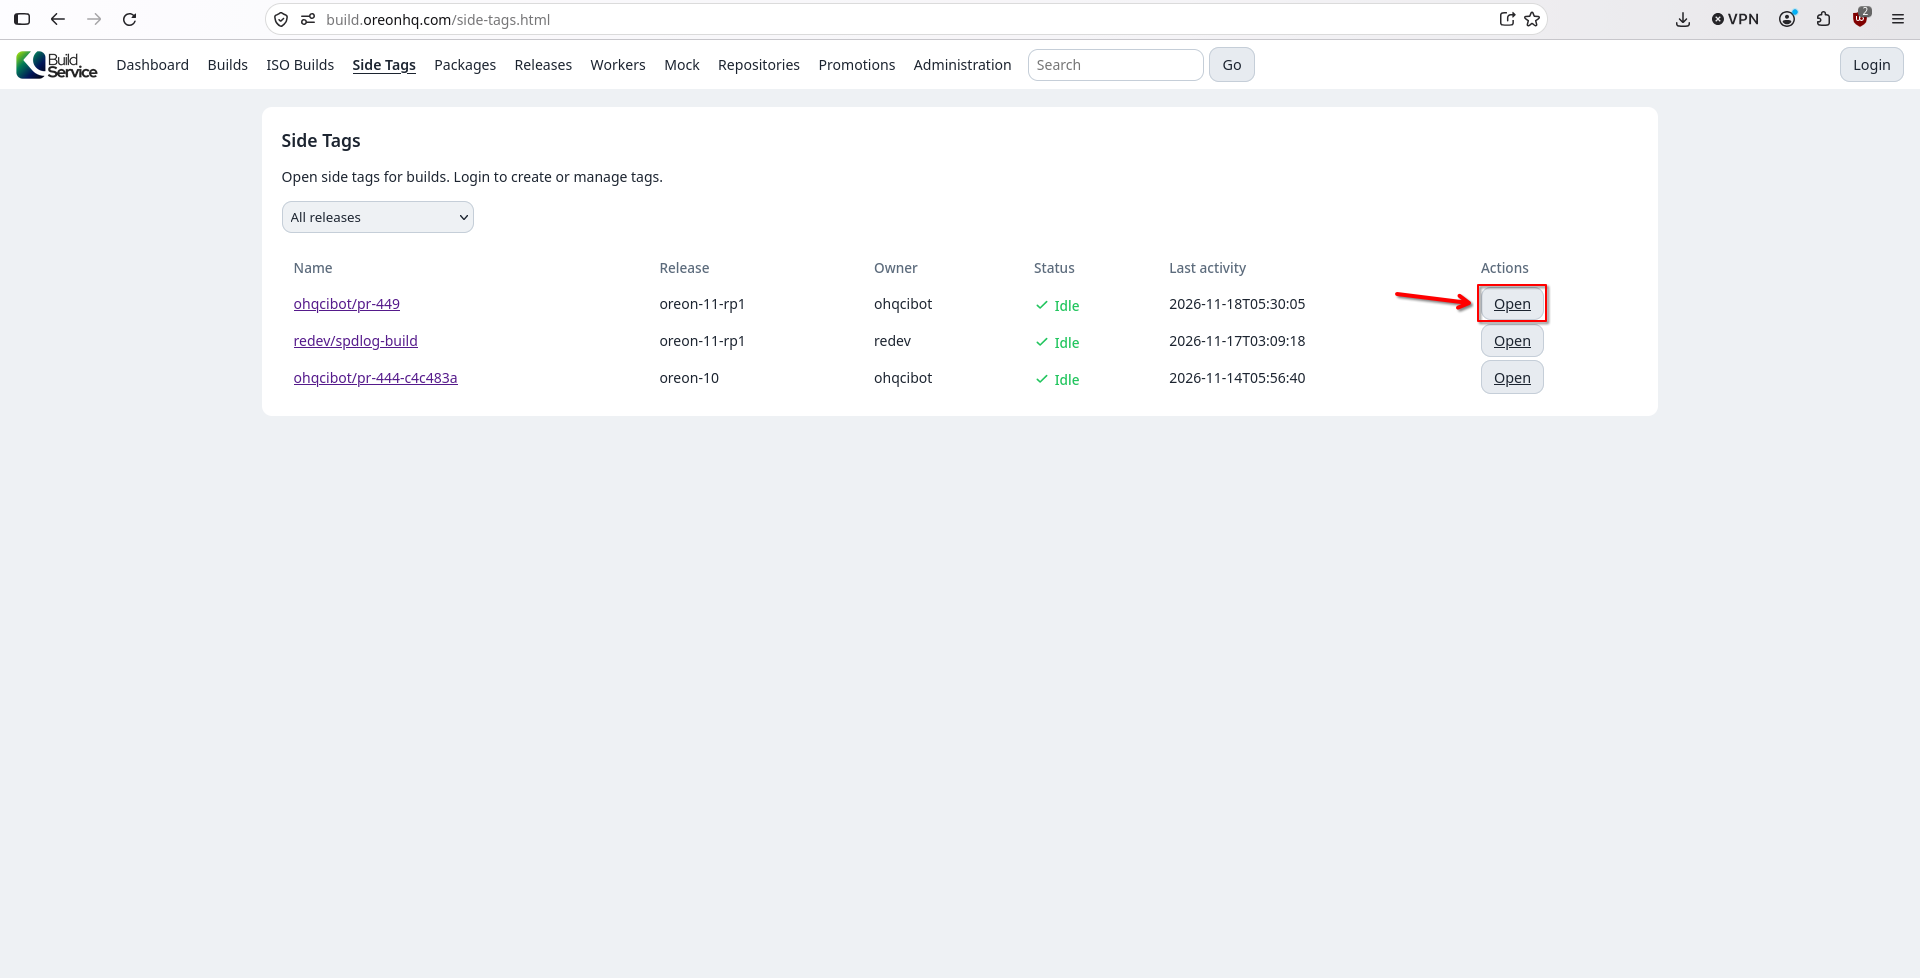 build.oreonhq.com/side-tags.html
VPN
2
Build Service
Dashboard Builds ISO Builds Side Tags Packages Releases Workers Mock Repositories Promotions Administration Search Go Login
Side Tags
Open side tags for builds. Login to create or manage tags.
All releases
Name Release Owner Status Last activity Actions
ohqcibot/pr-449 oreon-11-rp1 ohqcibot Idle 2026-11-18T05:30:05 Open
redev/spdlog-build oreon-11-rp1 redev Idle 2026-11-17T03:09:18 Open
ohqcibot/pr-444-c4c483a oreon-10 ohqcibot Idle 2026-11-14T05:56:40 Open